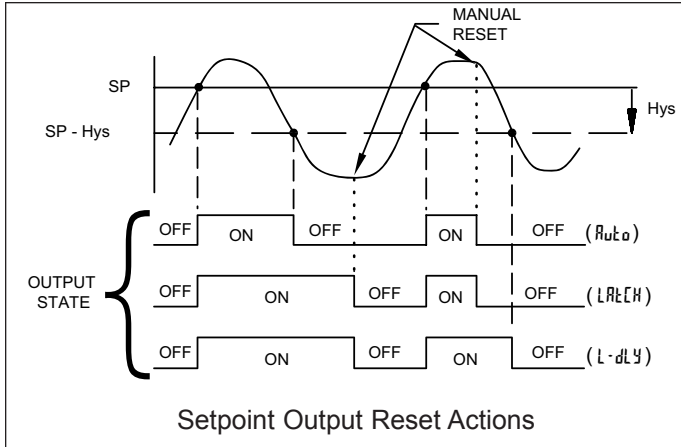 MANUAL
RESET
SP
Hys
SP - Hys
OFF ON OFF ON OFF (Auto)
OUTPUT
STATE
OFF ON OFF ON OFF (LAtCH)
OFF ON OFF ON OFF (L-dLY)
Setpoint Output Reset Actions